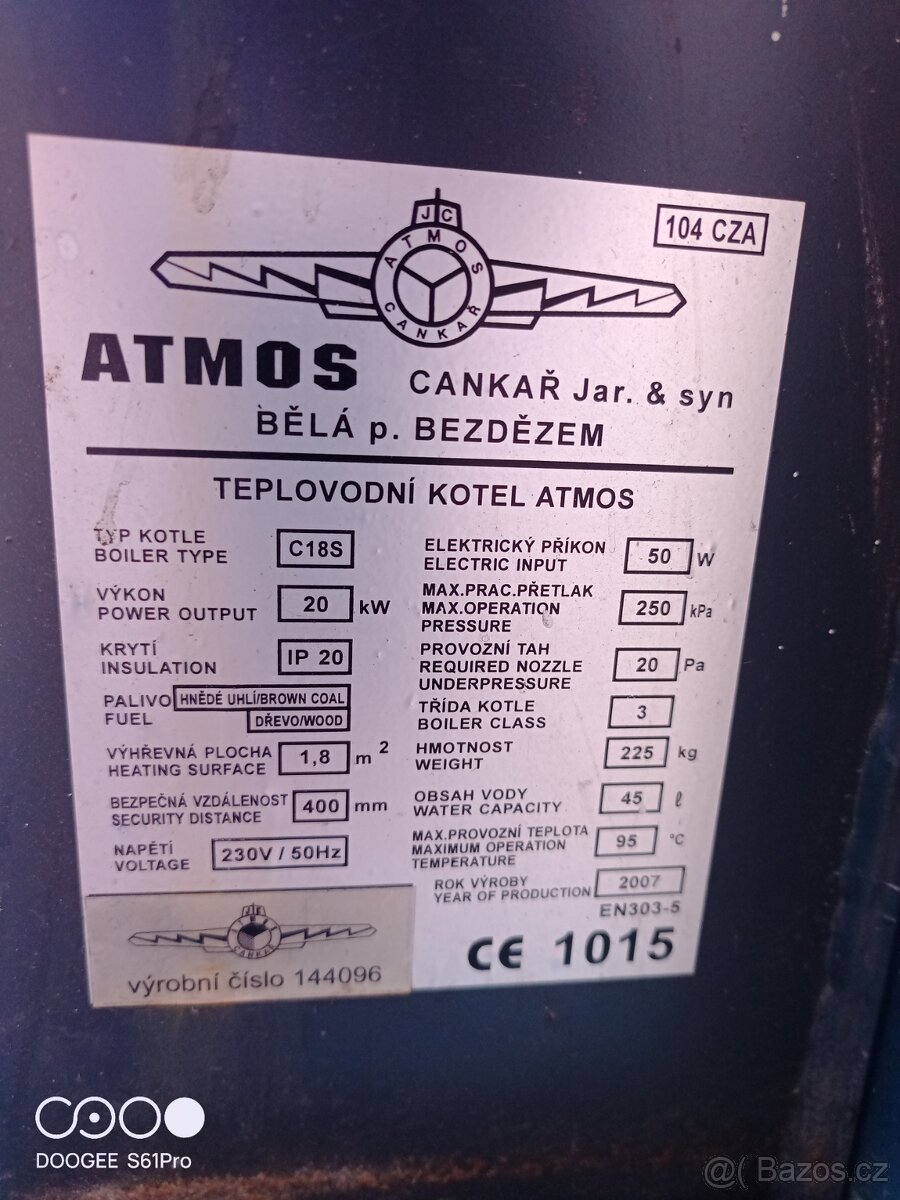 104 CZA
JC
ATMOS
CANKAŘ
ATMOS CANKAŘ Jar. & syn
BĚLÁ p. BEZDĚZEM
TEPLOVODNÍ KOTEL ATMOS
TYP KOTLE
BOILER TYPE
C18S
VÝKON
POWER OUTPUT
20 kW
KRYTÍ
INSULATION
IP 20
PALIVO HNĚDÉ UHLÍ/BROWN COAL
FUEL DŘEVO/WOOD
VÝHŘEVNÁ PLOCHA
HEATING SURFACE
1,8 m²
BEZPEČNÁ VZDÁLENOST
SECURITY DISTANCE
400 mm
NAPĚTÍ
VOLTAGE
230V / 50Hz
ELEKTRICKÝ PŘÍKON
ELECTRIC INPUT
50 W
MAX.PRAC.PŘETLAK
MAX.OPERATION
PRESSURE
250 kPa
PROVOZNÍ TAH
REQUIRED NOZZLE
UNDERPRESSURE
20 Pa
TŘÍDA KOTLE
BOILER CLASS
3
HMOTNOST
WEIGHT
225 kg
OBSAH VODY
WATER CAPACITY
45 ℓ
MAX.PROVOZNÍ TEPLOTA
MAXIMUM OPERATION
TEMPERATURE
95 °C
ROK VÝROBY
YEAR OF PRODUCTION
2007
EN303-5
CE 1015
CANKAŘ
výrobní číslo 144096
DOOGEE S61Pro
@( Bazos.cz